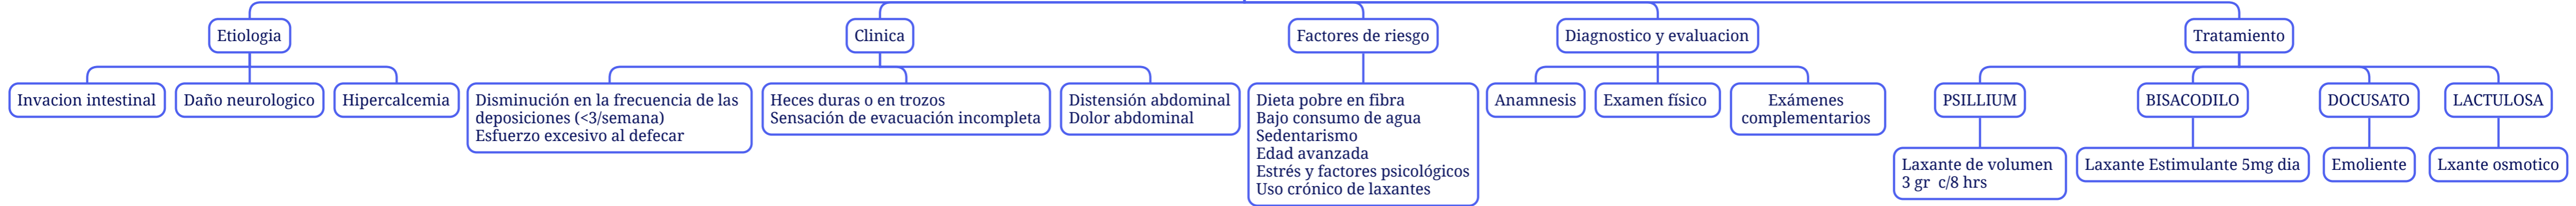 Etiologia
Clinica
Factores de riesgo
Diagnostico y evaluacion
Tratamiento
Invacion intestinal
Daño neurologico
Hipercalcemia
Disminución en la frecuencia de las
deposiciones (<3/semana)
Esfuerzo excesivo al defecar
Heces duras o en trozos
Sensación de evacuación incompleta
Distensión abdominal
Dolor abdominal
Dieta pobre en fibra
Bajo consumo de agua
Sedentarismo
Edad avanzada
Estrés y factores psicológicos
Uso crónico de laxantes
Anamnesis
Examen físico
Exámenes
complementarios
PSILLIUM
BISACODILO
DOCUSATO
LACTULOSA
Laxante de volumen
3 gr  c/8 hrs
Laxante Estimulante 5mg dia
Emoliente
Lxante osmotico